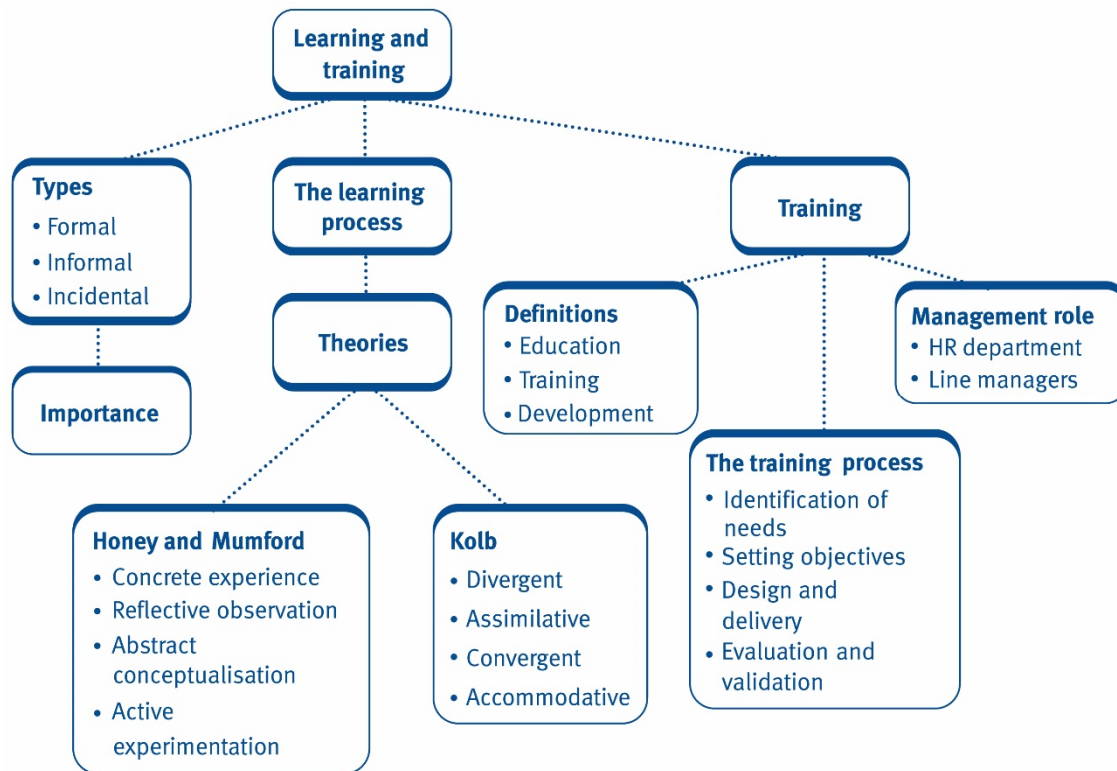 Learning and
training
Types
• Formal
• Informal
• Incidental
The learning
process
Training
Importance
Theories
Definitions
• Education
• Training
• Development
Management role
• HR department
• Line managers
Honey and Mumford
• Concrete experience
• Reflective observation
• Abstract
conceptualisation
• Active
experimentation
Kolb
• Divergent
• Assimilative
• Convergent
• Accommodative
The training process
• Identification of
needs
• Setting objectives
• Design and
delivery
• Evaluation and
validation